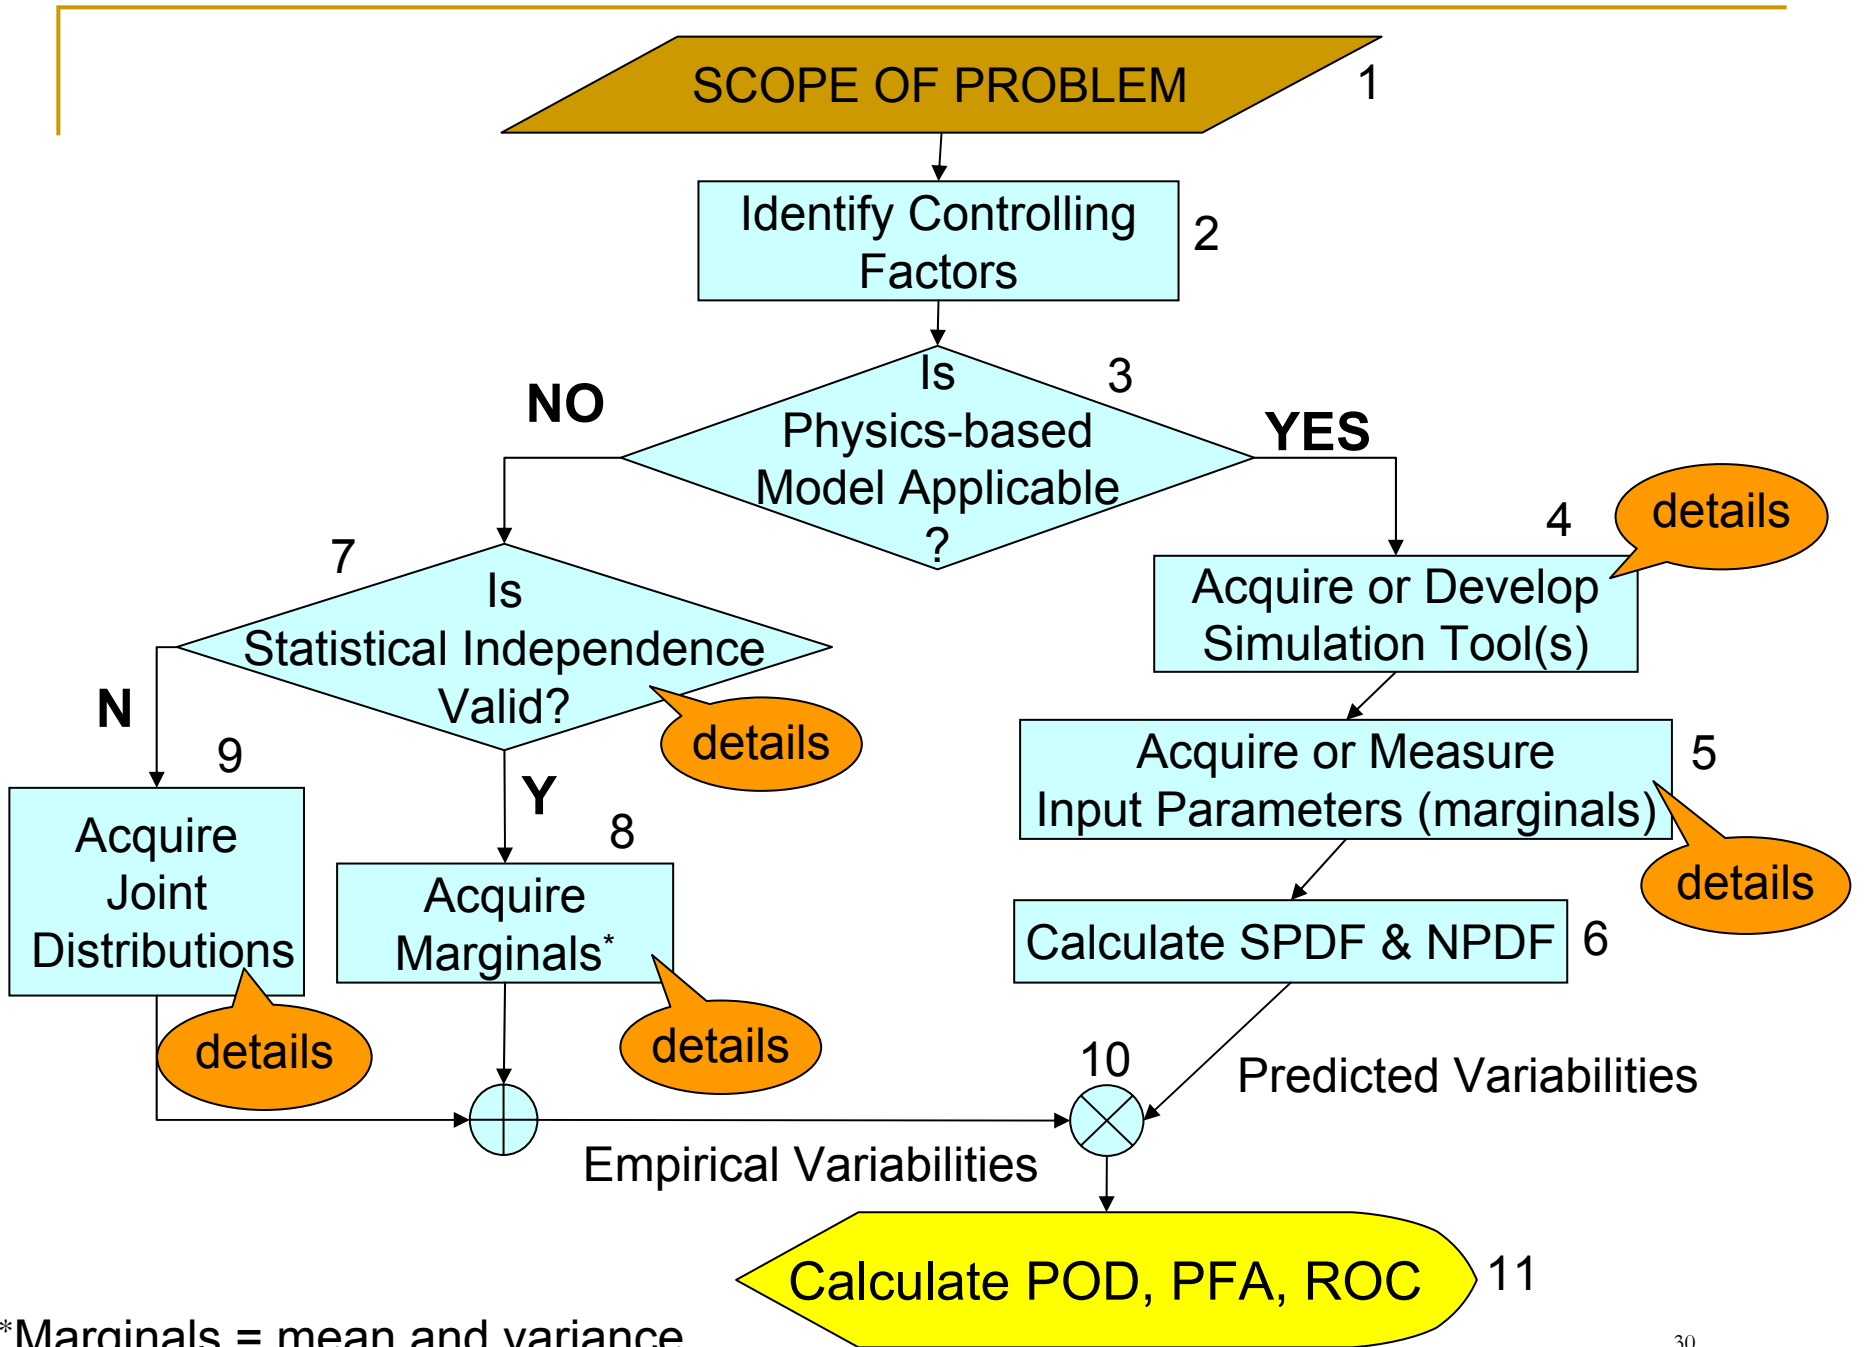 SCOPE OF PROBLEM
1
Identify Controlling
Factors
2
Is
Physics-based
Model Applicable
?
3
NO
YES
4
details
Acquire or Develop
Simulation Tool(s)
7
Is
Statistical Independence
Valid?
details
N
Y
Acquire or Measure
Input Parameters (marginals)
5
details
9
Acquire
Joint
Distributions
details
8
Acquire
Marginals*
details
Calculate SPDF & NPDF
6
10
Predicted Variabilities
Empirical Variabilities
Calculate POD, PFA, ROC
11
*Marginals = mean and variance
30